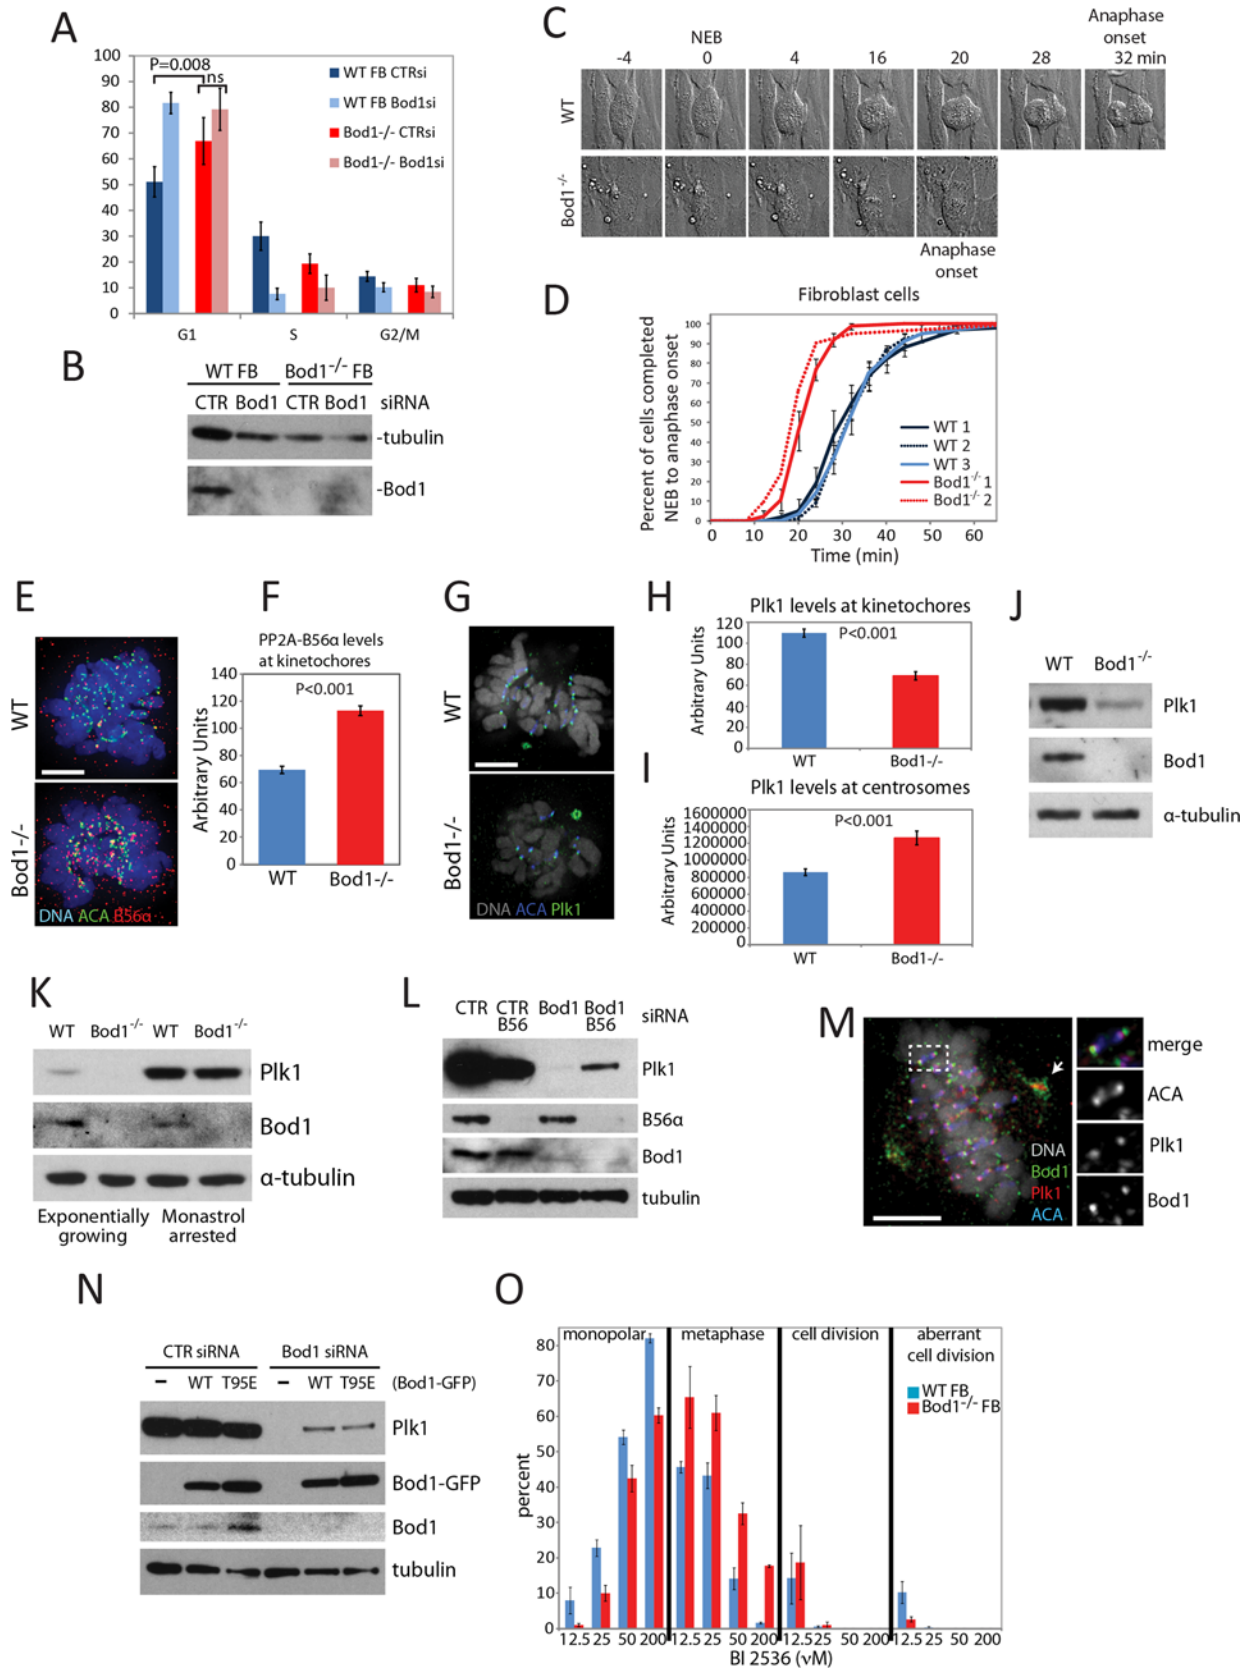 A
100
90
80
70
60
50
40
30
20
10
0
P=0.008
ns
WT FB CTRsi
WT FB Bod1si
Bod1-/- CTRsi
Bod1-/- Bod1si
G1 S G2/M
B
WT FB Bod1-/- FB
CTR Bod1 CTR Bod1 siRNA
-tubulin
-Bod1
C
NEB
Anaphase
onset
-4 0 4 16 20 28 32 min
WT
Bod1-/-
Anaphase
onset
D
Fibroblast cells
Percent of cells completed
NEB to anaphase onset
100
90
80
70
60
50
40
30
20
10
0
WT 1
WT 2
WT 3
Bod1-/- 1
Bod1-/- 2
0 10 20 30 40 50 60
Time (min)
E
WT
Bod1-/-
DNA ACA B56α
F
PP2A-B56α levels
at kinetochores
P<0.001
Arbitrary Units
140
120
100
80
60
40
20
0
WT Bod1-/-
G
WT
Bod1-/-
DNA ACA Plk1
H
Plk1 levels at kinetochores
P<0.001
Arbitrary Units
120
100
80
60
40
20
0
WT Bod1-/-
I
Plk1 levels at centrosomes
P<0.001
Arbitrary Units
1600000
1400000
1200000
1000000
800000
600000
400000
200000
0
WT Bod1-/-
J
WT Bod1-/-
Plk1
Bod1
α-tubulin
K
WT Bod1-/- WT Bod1-/-
Plk1
Bod1
α-tubulin
Exponentially
growing
Monastrol
arrested
L
CTR CTR B56 Bod1 Bod1 B56 siRNA
Plk1
B56α
Bod1
tubulin
M
DNA
Bod1
Plk1
ACA
merge
ACA
Plk1
Bod1
N
CTR siRNA Bod1 siRNA
– WT T95E – WT T95E (Bod1-GFP)
Plk1
Bod1-GFP
Bod1
tubulin
O
monopolar metaphase cell division aberrant
cell division
WT FB
Bod1-/- FB
percent
80
70
60
50
40
30
20
10
0
12.5 25 50 200 12.5 25 50 200 12.5 25 50 200 12.5 25 50 200
BI 2536 (νM)